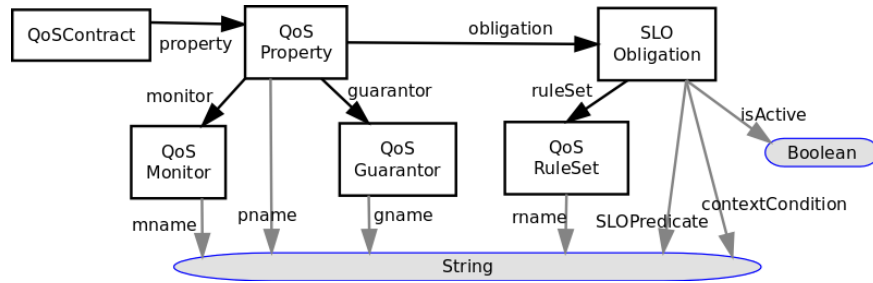 QoSContract
property
QoS
Property
obligation
SLO
Obligation
monitor
guarantor
ruleSet
isActive
QoS
Monitor
QoS
Guarantor
QoS
RuleSet
Boolean
mname
pname
gname
rname
SLOPredicate
contextCondition
String